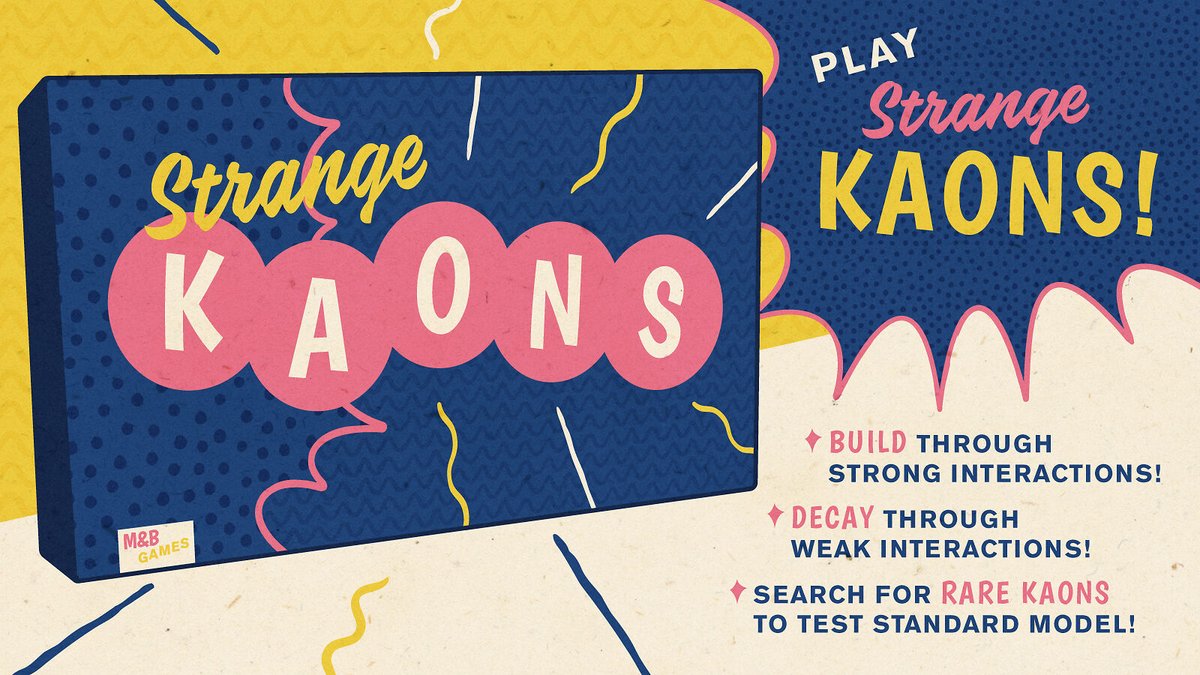 Strange
KAONS
M&B
GAMES
PLAY
Strange
KAONS!
BUILD THROUGH
STRONG INTERACTIONS!
DECAY THROUGH
WEAK INTERACTIONS!
SEARCH FOR RARE KAONS
TO TEST STANDARD MODEL!